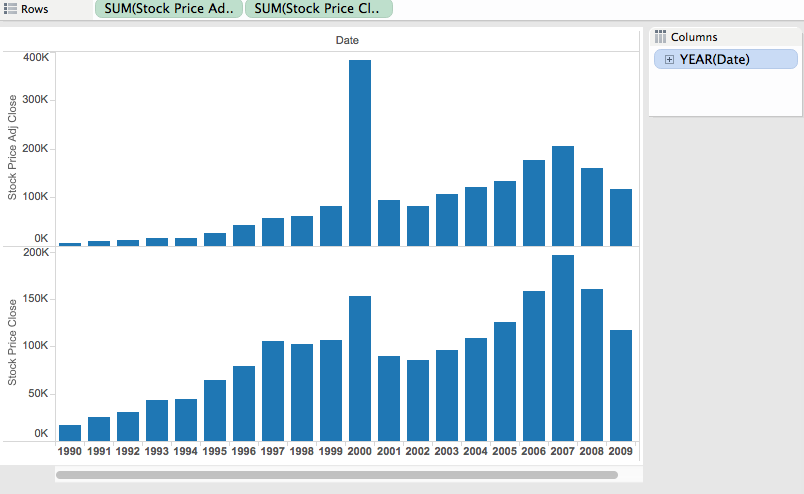 Rows SUM(Stock Price Ad.. SUM(Stock Price Cl..
Columns
YEAR(Date)
Date
Stock Price Adj Close
400K
300K
200K
100K
0K
Stock Price Close
200K
150K
100K
50K
0K
1990 1991 1992 1993 1994 1995 1996 1997 1998 1999 2000 2001 2002 2003 2004 2005 2006 2007 2008 2009